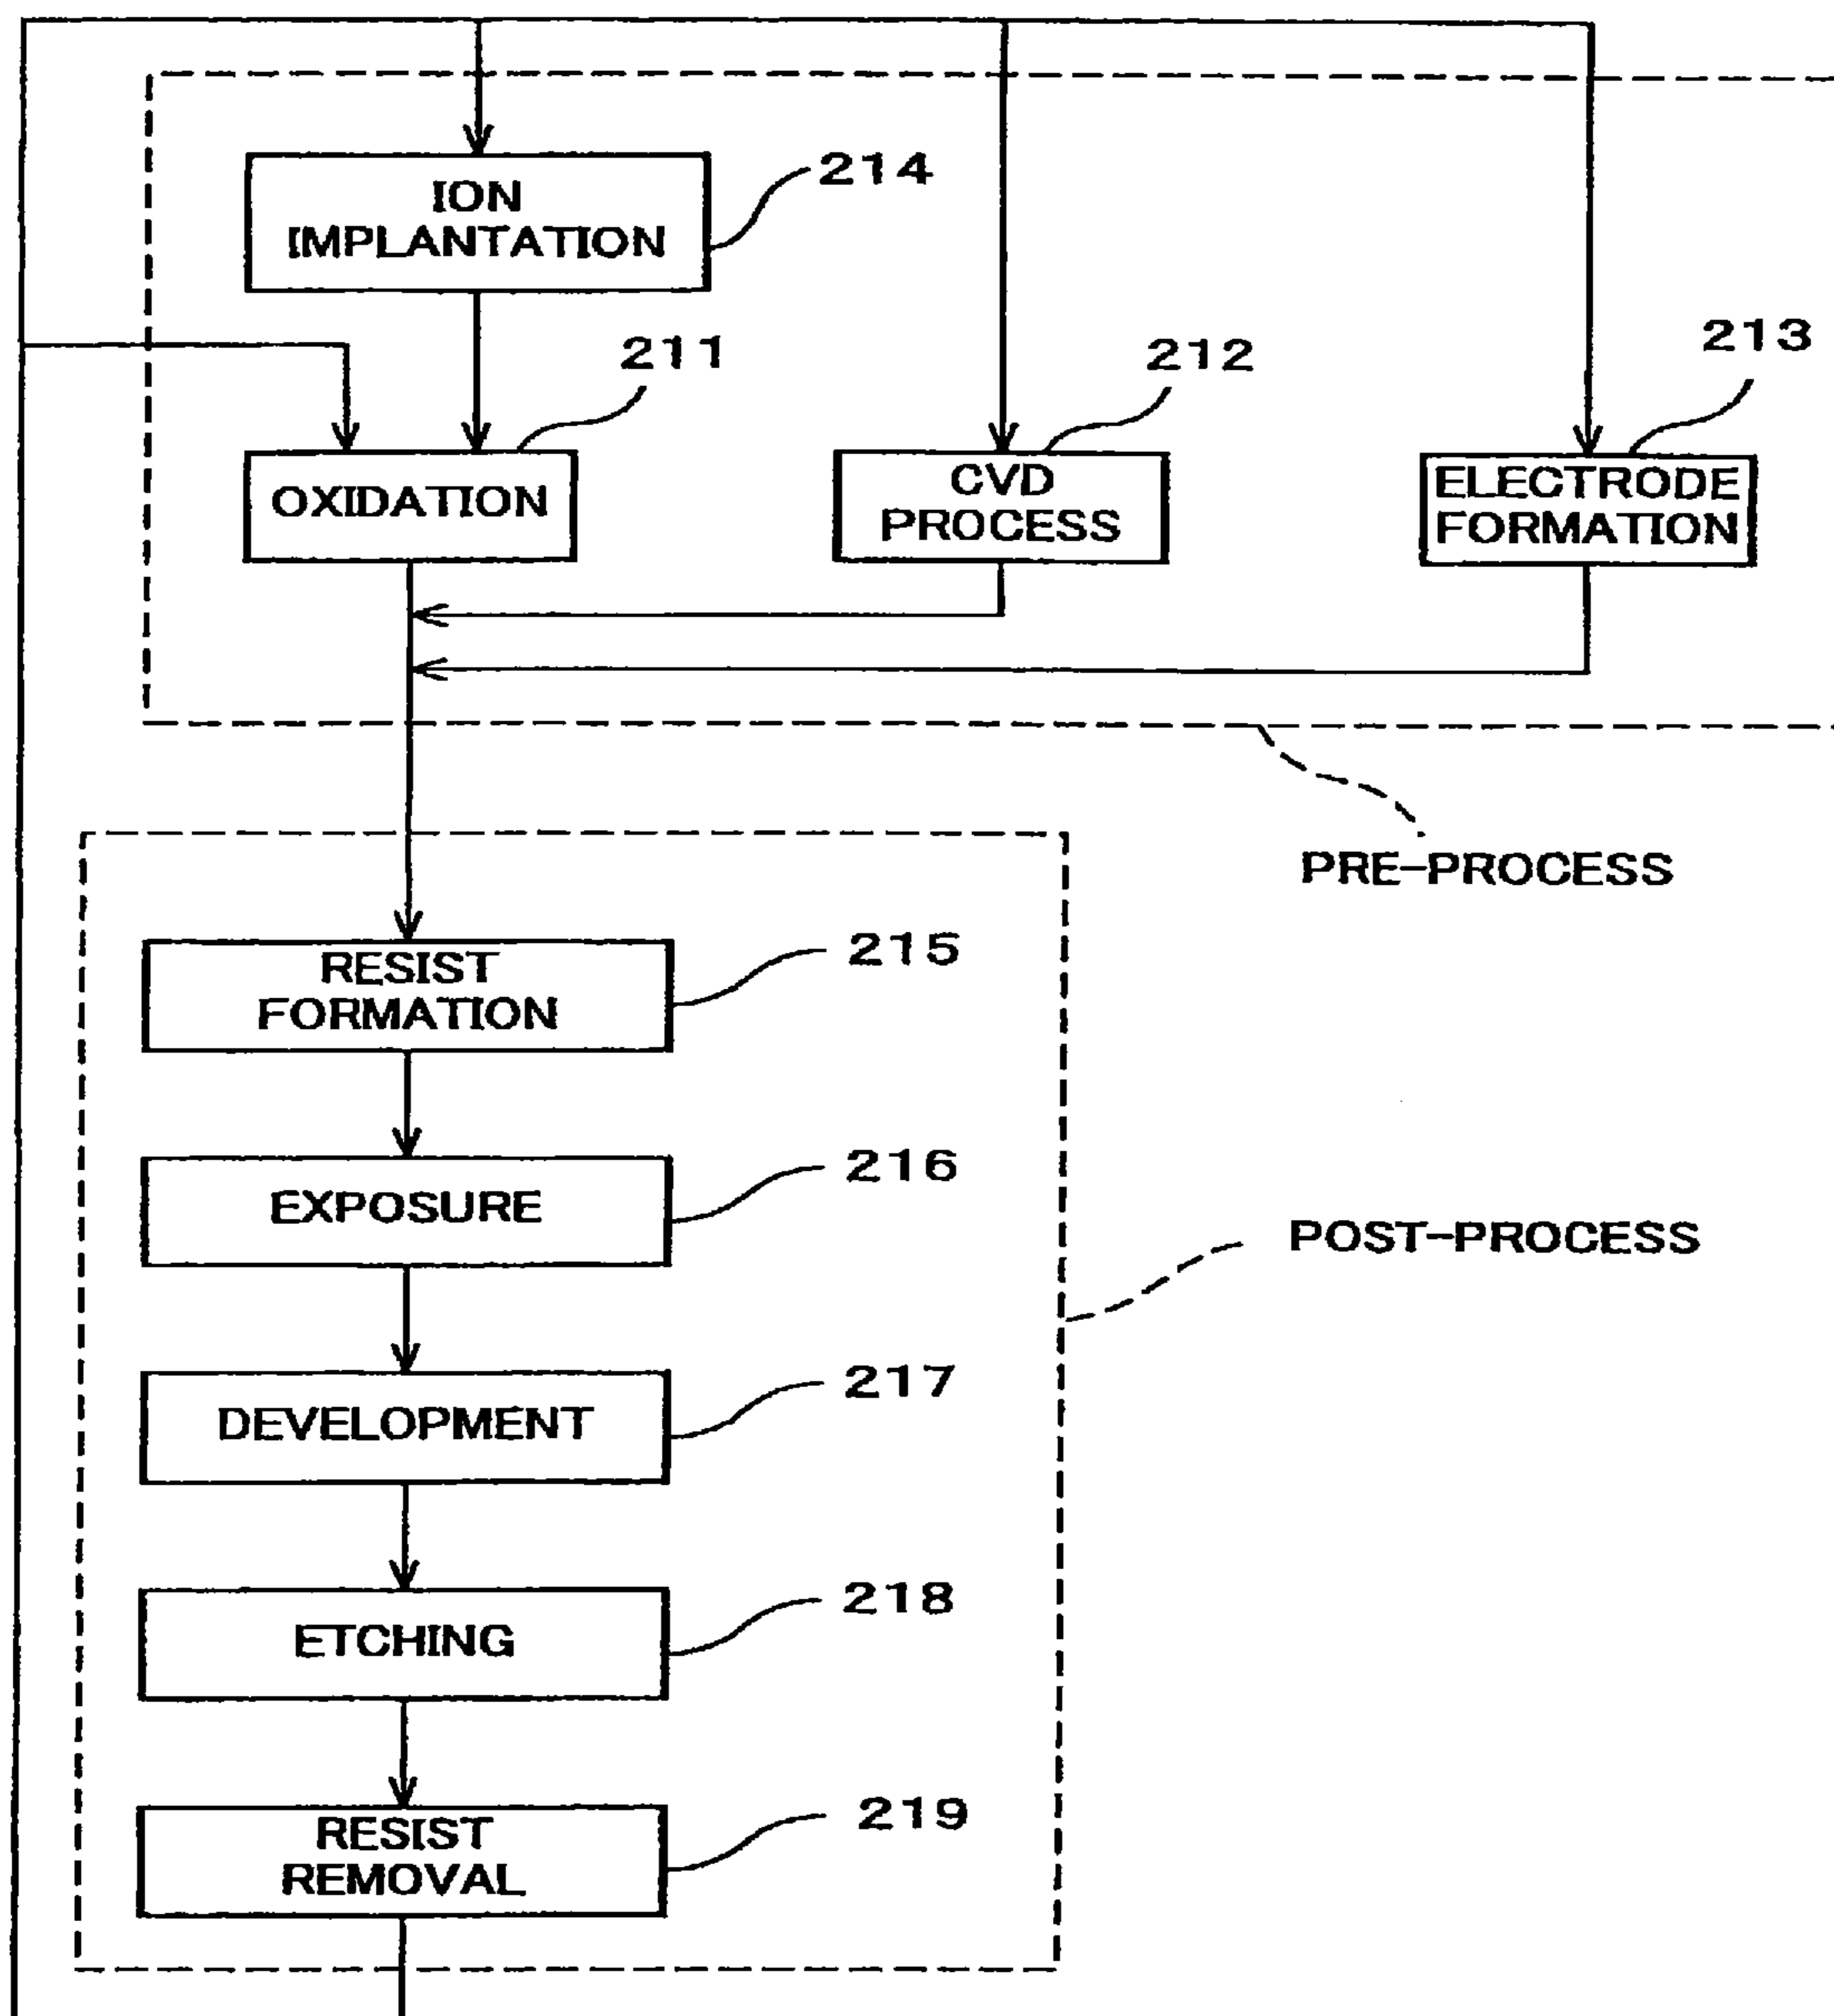 214
ION
IMPLANTATION
211
212
213
OXIDATION
CVD
PROCESS
ELECTRODE
FORMATION
PRE-PROCESS
215
RESIST
FORMATION
216
EXPOSURE
POST-PROCESS
217
DEVELOPMENT
218
ETCHING
219
RESIST
REMOVAL